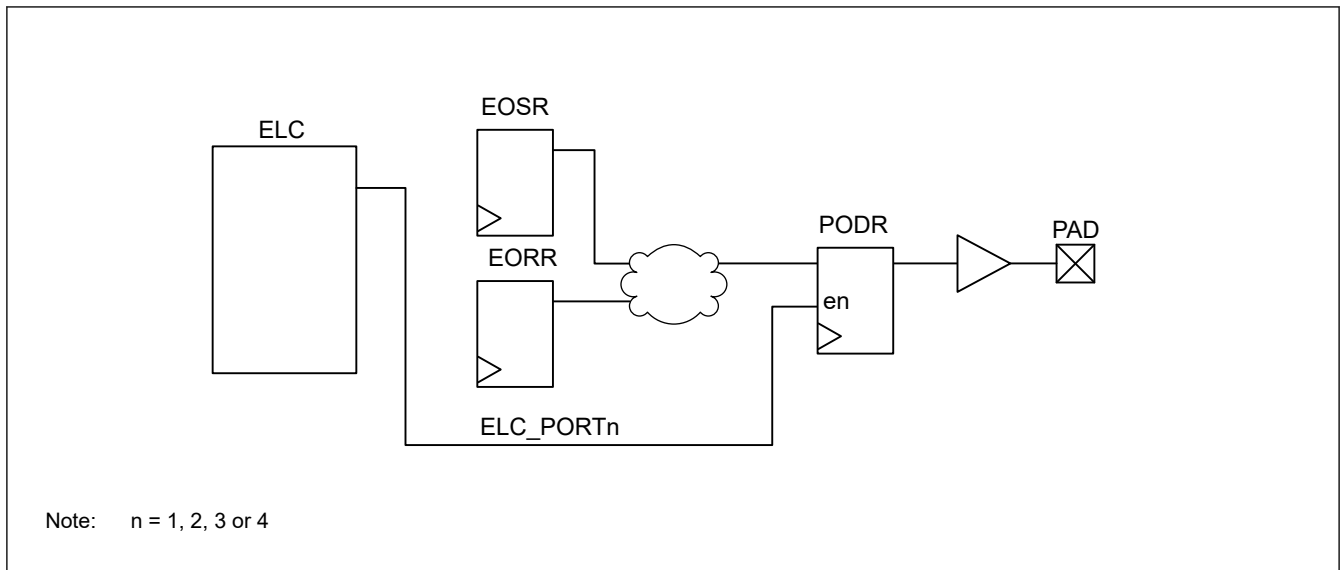 ELC
EOSR
EORR
PODR
en
PAD
ELC_PORTn
Note: n = 1, 2, 3 or 4